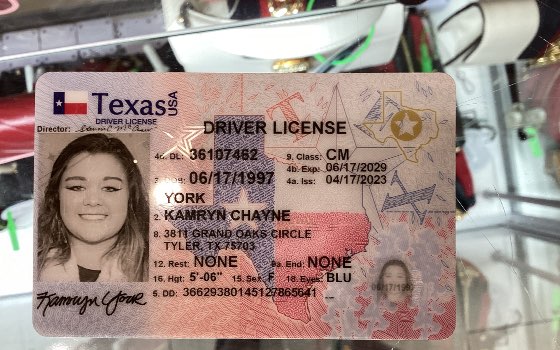 Texas USA
DRIVER LICENSE
Director:
DRIVER LICENSE
4d. DL: 36107462 9. Class: CM
4b. Exp: 06/17/2029
3. 06/17/1997 4a. Iss: 04/17/2023
YORK
2. KAMRYN CHAYNE
8. 3811 GRAND OAKS CIRCLE
TYLER, TX 75703
12. Rest: NONE 9a. End: NONE
16. Hgt: 5'-06" 15. Sex: F 18. Eyes: BLU
5. DD: 36629380145127865641
Kamryn York
06/17/1997